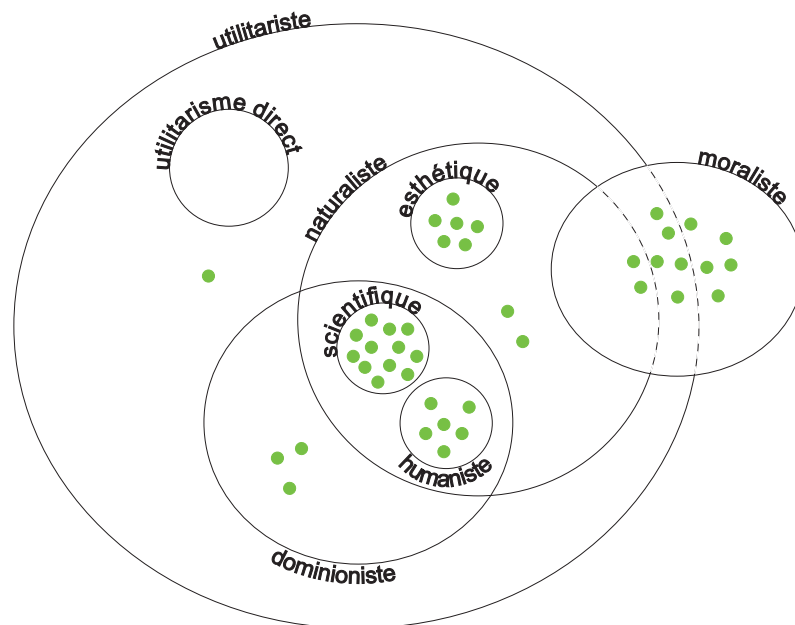 utilitariste
utilitarisme direct
naturaliste
esthétique
moraliste
scientifique
humaniste
dominioniste